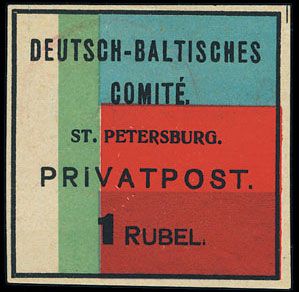 DEUTSCH-BALTISCHES
COMITÉ.
ST. PETERSBURG.
PRIVATPOST.
1 RUBEL.